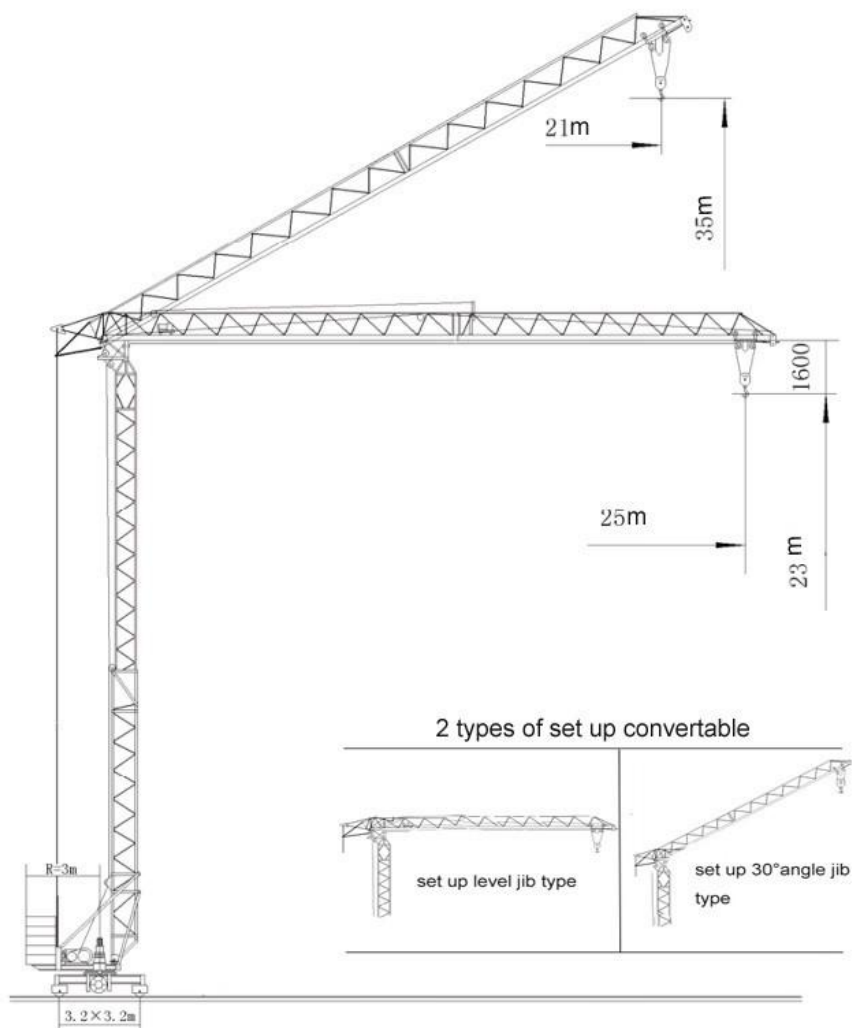 21m
35m
1600
25m
23 m
2 types of set up convertable
set up level jib type
set up 30°angle jib
type
R=3m
3.2×3.2m